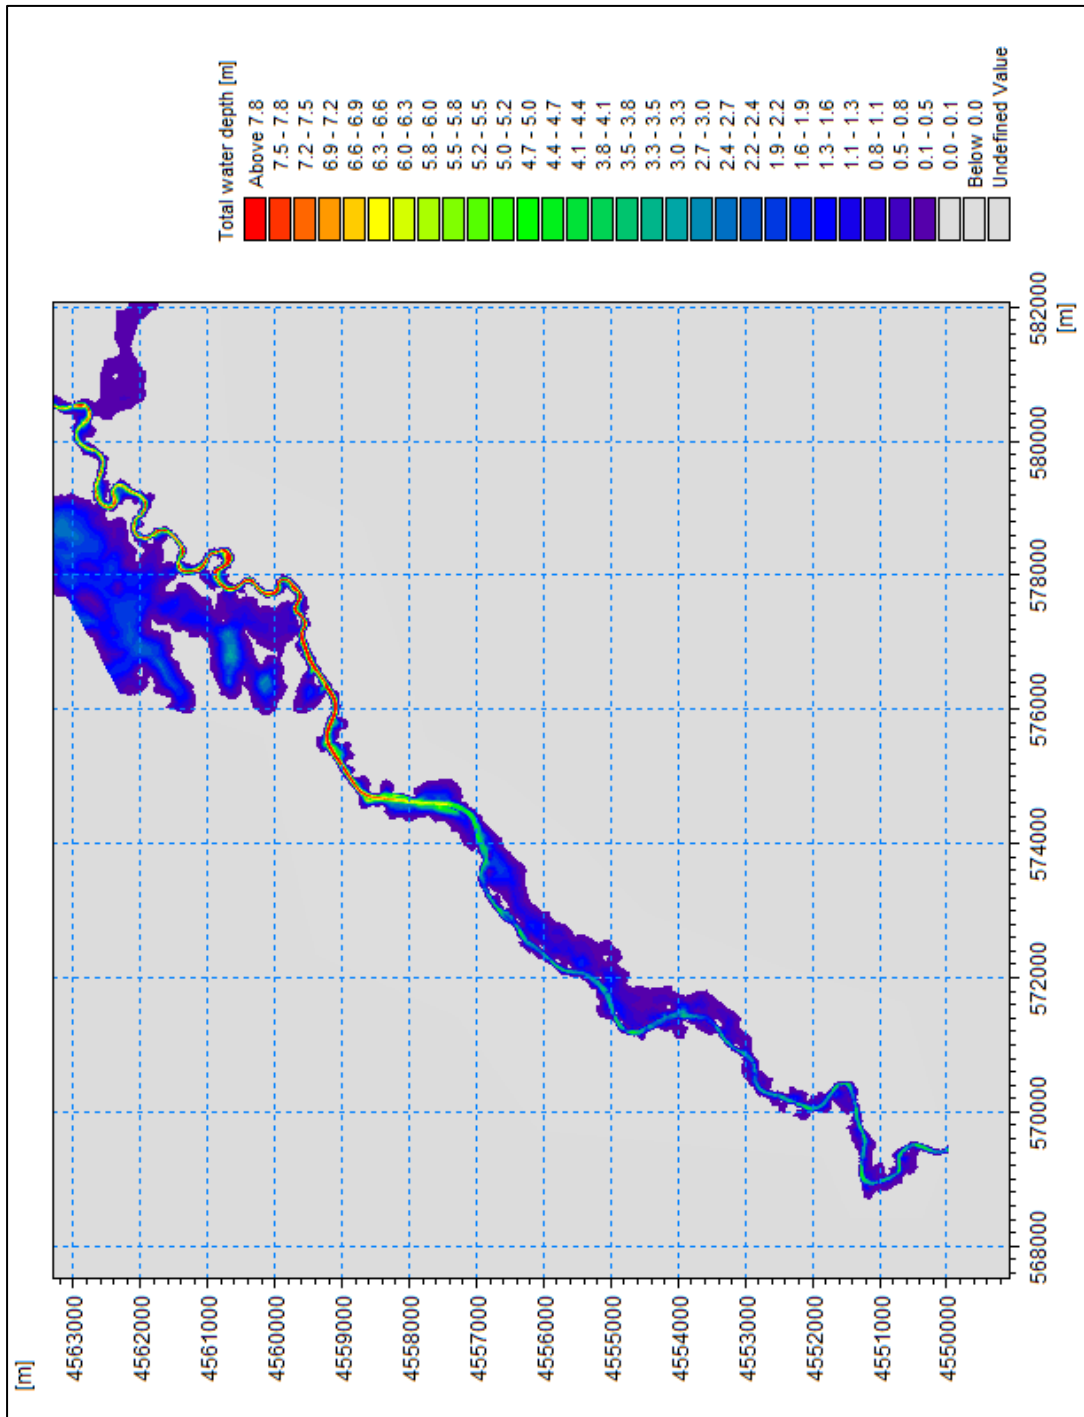 Total water depth [m]
Above 7.8
7.5 - 7.8
7.2 - 7.5
6.9 - 7.2
6.6 - 6.9
6.3 - 6.6
6.0 - 6.3
5.8 - 6.0
5.5 - 5.8
5.2 - 5.5
5.0 - 5.2
4.7 - 5.0
4.4 - 4.7
4.1 - 4.4
3.8 - 4.1
3.5 - 3.8
3.3 - 3.5
3.0 - 3.3
2.7 - 3.0
2.4 - 2.7
2.2 - 2.4
1.9 - 2.2
1.6 - 1.9
1.3 - 1.6
1.1 - 1.3
0.8 - 1.1
0.5 - 0.8
0.1 - 0.5
0.0 - 0.1
Below 0.0
Undefined Value
[m]
4563000
4562000
4561000
4560000
4559000
4558000
4557000
4556000
4555000
4554000
4553000
4552000
4551000
4550000
568000
570000
572000
574000
576000
578000
580000
582000
[m]